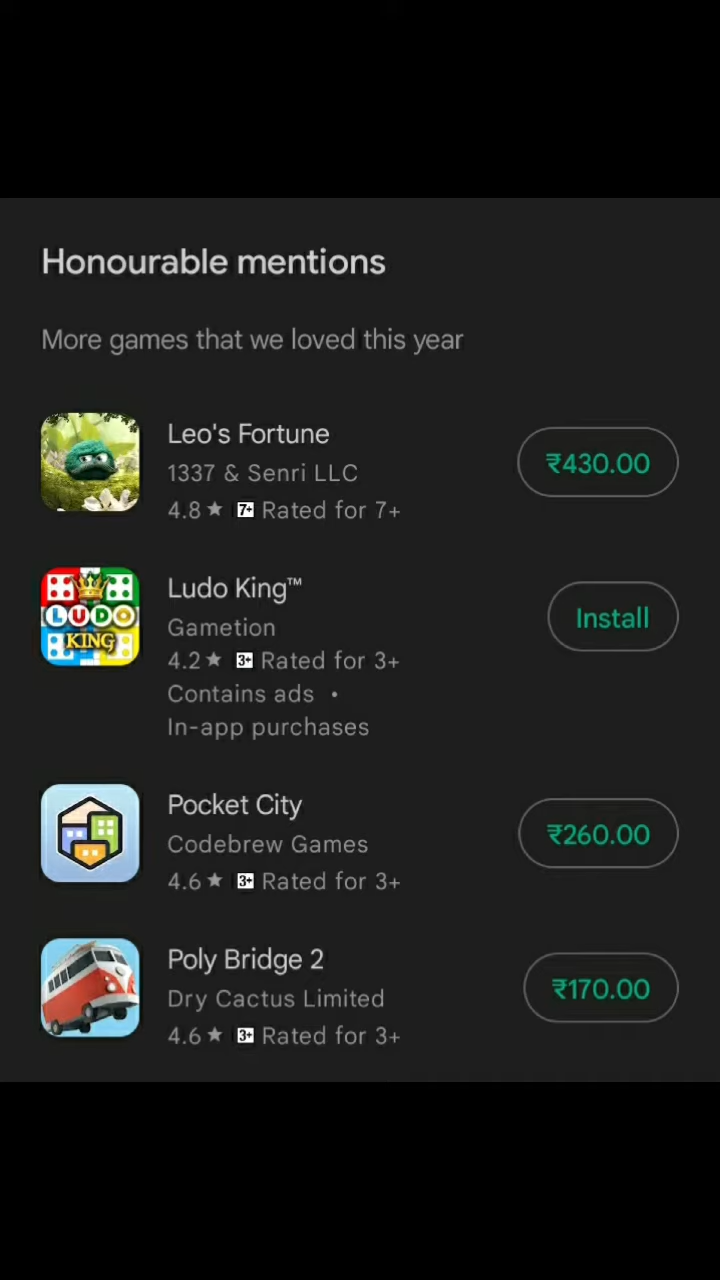 Honourable mentions
More games that we loved this year
Leo's Fortune
1337 & Senri LLC
4.8 ★ 7+ Rated for 7+
₹430.00
LUDO
KING
Ludo King™
Gametion
4.2 ★ 3+ Rated for 3+
Contains ads •
In-app purchases
Install
Pocket City
Codebrew Games
4.6 ★ 3+ Rated for 3+
₹260.00
Poly Bridge 2
Dry Cactus Limited
4.6 ★ 3+ Rated for 3+
₹170.00